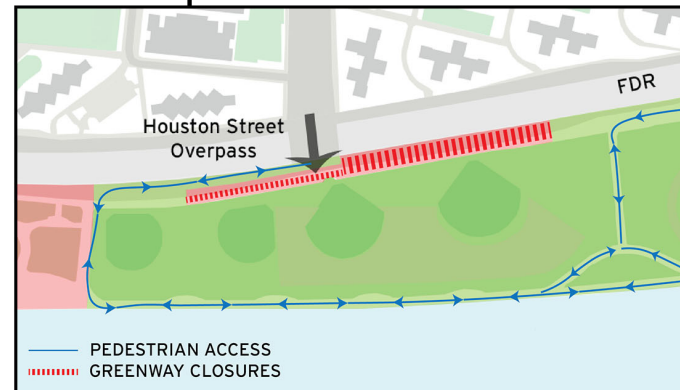 FDR
Houston Street
Overpass
PEDESTRIAN ACCESS
GREENWAY CLOSURES